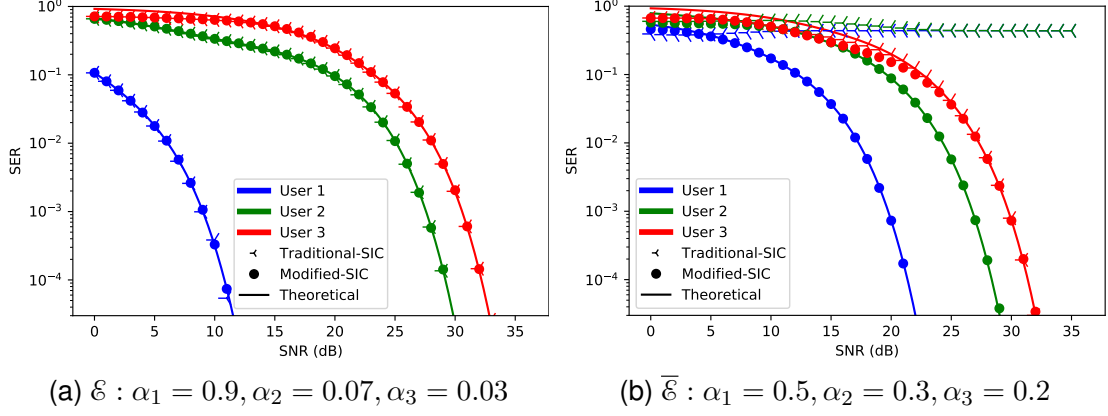 10⁰
10⁻¹
10⁻²
10⁻³
10⁻⁴
SER
0 5 10 15 20 25 30 35
SNR (dB)
User 1
User 2
User 3
Traditional-SIC
Modified-SIC
Theoretical
(a) ℰ : α₁ = 0.9, α₂ = 0.07, α₃ = 0.03
10⁰
10⁻¹
10⁻²
10⁻³
10⁻⁴
SER
0 5 10 15 20 25 30 35
SNR (dB)
User 1
User 2
User 3
Traditional-SIC
Modified-SIC
Theoretical
(b) ℰ̅ : α₁ = 0.5, α₂ = 0.3, α₃ = 0.2